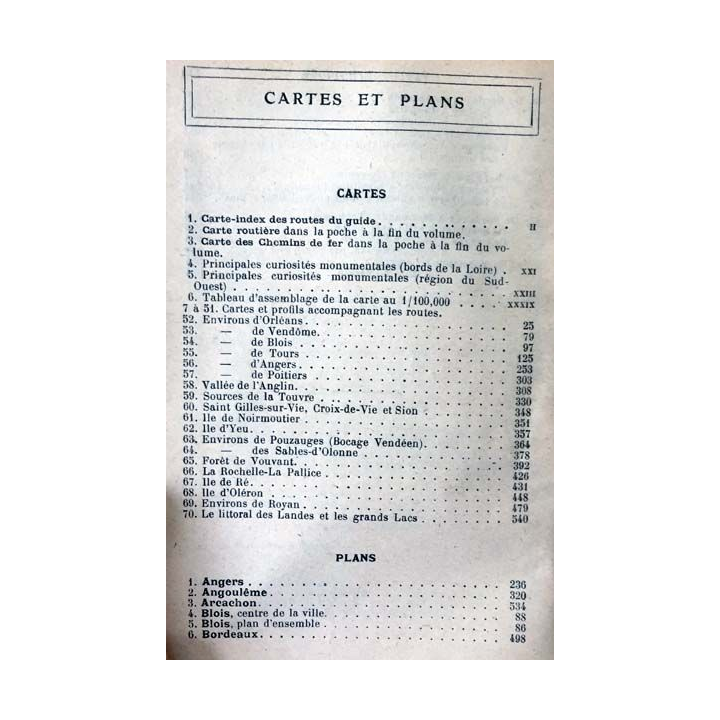 CARTES ET PLANS
CARTES
1. Carte-index des routes du guide. . . . . . . . . . . . II
2. Carte routière dans la poche à la fin du volume.
3. Carte des Chemins de fer dans la poche à la fin du vo-
lume.
4. Principales curiosités monumentales (bords de la Loire) . XXI
5. Principales curiosités monumentales (région du Sud-
Ouest) . . . . . . . . . . . . XXIII
6. Tableau d'assemblage de la carte au 1/100,000 . . . . XXXIX
7 à 51. Cartes et profils accompagnant les routes.
52. Environs d'Orléans. . . . . . . . . . . . 25
53. — de Vendôme. . . . . . . . . . . . 79
54. — de Blois . . . . . . . . . . . . 97
55. — de Tours . . . . . . . . . . . . 125
56. — d'Angers. . . . . . . . . . . . 253
57. — de Poitiers . . . . . . . . . . . . 303
58. Vallée de l'Anglin. . . . . . . . . . . . 308
59. Sources de la Touvre . . . . . . . . . . . . 330
60. Saint Gilles-sur-Vie, Croix-de-Vie et Sion . . . . . . . . 348
61. Ile de Noirmoutier . . . . . . . . . . . . 351
62. Ile d'Yeu. . . . . . . . . . . . 357
63. Environs de Pouzauges (Bocage Vendéen). . . . . . . . 364
64. — des Sables-d'Olonne . . . . . . . . . . . . 378
65. Forêt de Vouvant. . . . . . . . . . . . 392
66. La Rochelle-La Pallice . . . . . . . . . . . . 426
67. Ile de Ré. . . . . . . . . . . . 431
68. Ile d'Oléron . . . . . . . . . . . . 448
69. Environs de Royan. . . . . . . . . . . . 479
70. Le littoral des Landes et les grands Lacs . . . . . . . . 540
PLANS
1. Angers . . . . . . . . . . . . 236
2. Angoulême . . . . . . . . . . . . 320
3. Arcachon. . . . . . . . . . . . 534
4. Blois, centre de la ville. . . . . . . . . . . . 88
5. Blois, plan d'ensemble . . . . . . . . . . . . 86
6. Bordeaux. . . . . . . . . . . . 498